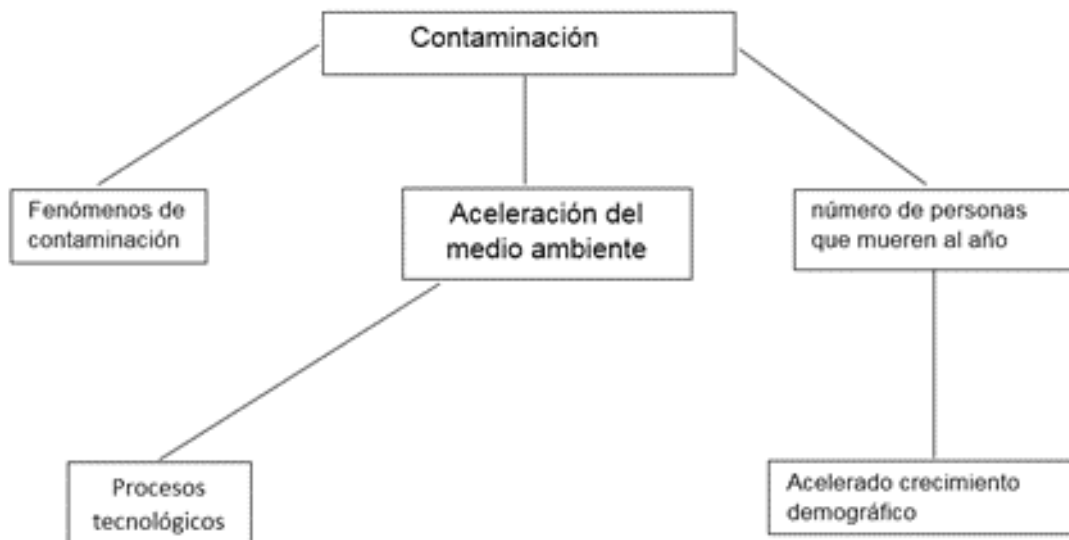 Contaminación
Fenómenos de
contaminación
Aceleración del
medio ambiente
número de personas
que mueren al año
Procesos
tecnológicos
Acelerado crecimiento
demográfico